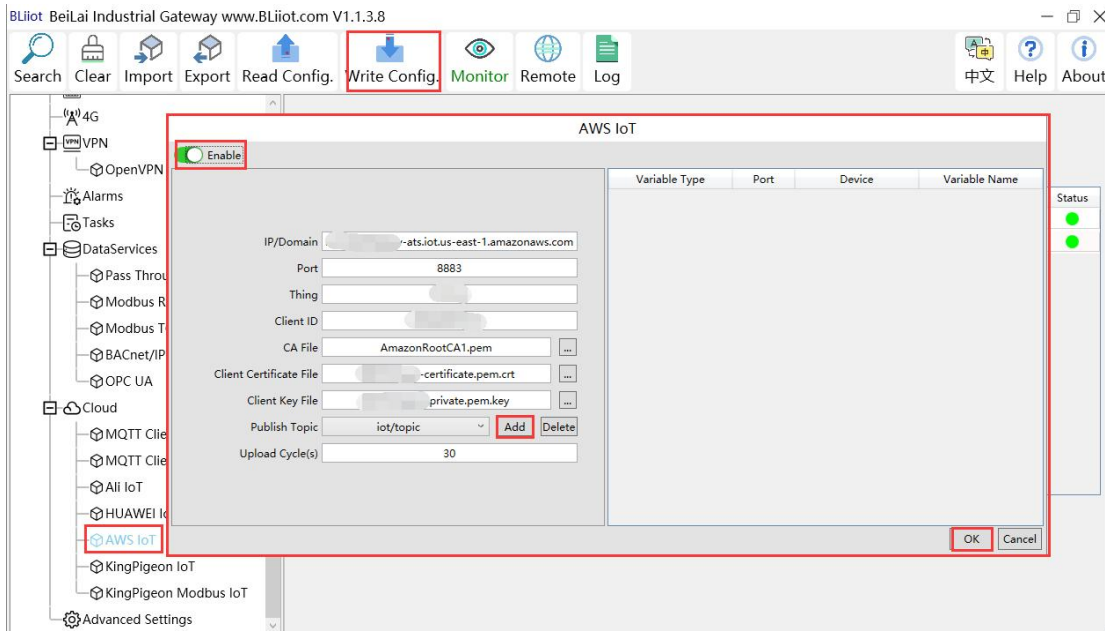 BLiiot BeiLai Industrial Gateway www.BLiiot.com V1.1.3.8
Search Clear Import Export Read Config. Write Config. Monitor Remote Log 中文 Help About
4G
VPN
VPN
OpenVPN
Alarms
Tasks
DataServices
Pass Throu
Modbus R
Modbus T
BACnet/IP
OPC UA
Cloud
MQTT Clie
MQTT Clie
Ali IoT
HUAWEI Io
AWS IoT
KingPigeon IoT
KingPigeon Modbus IoT
Advanced Settings
AWS IoT
Enable
IP/Domain -ats.iot.us-east-1.amazonaws.com
Port 8883
Thing
Client ID
CA File AmazonRootCA1.pem ...
Client Certificate File -certificate.pem.crt ...
Client Key File private.pem.key ...
Publish Topic iot/topic Add Delete
Upload Cycle(s) 30
Variable Type Port Device Variable Name
OK Cancel
Status